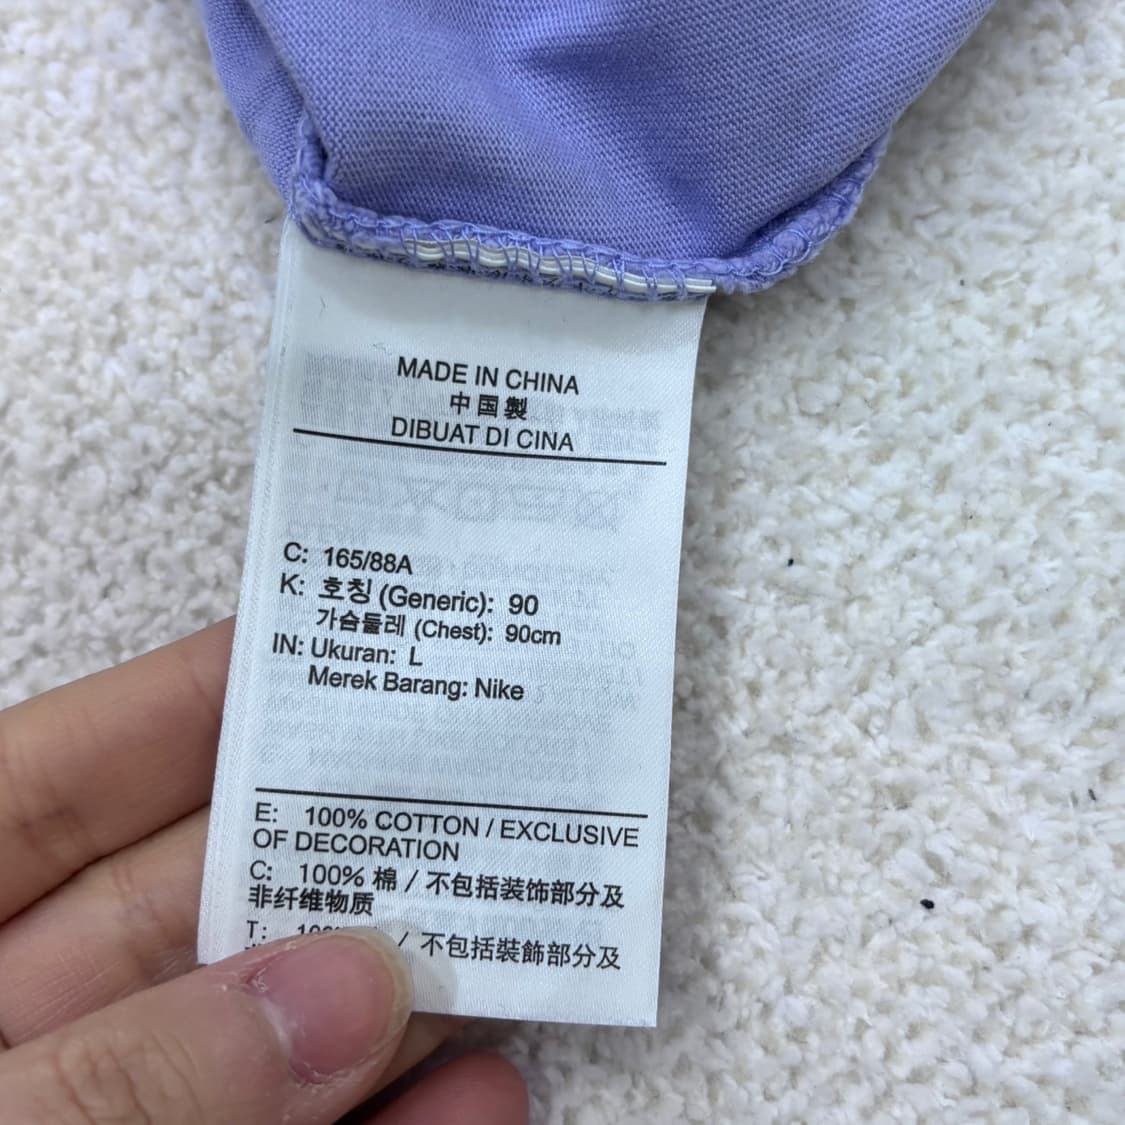 MADE IN CHINA
中国製
DIBUAT DI CINA
C: 165/88A
K: 호칭 (Generic): 90
가슴둘레 (Chest): 90cm
IN: Ukuran: L
Merek Barang: Nike
E: 100% COTTON / EXCLUSIVE
OF DECORATION
C: 100% 棉 / 不包括装饰部分及
非纤维物质
T: / 不包括裝飾部分及